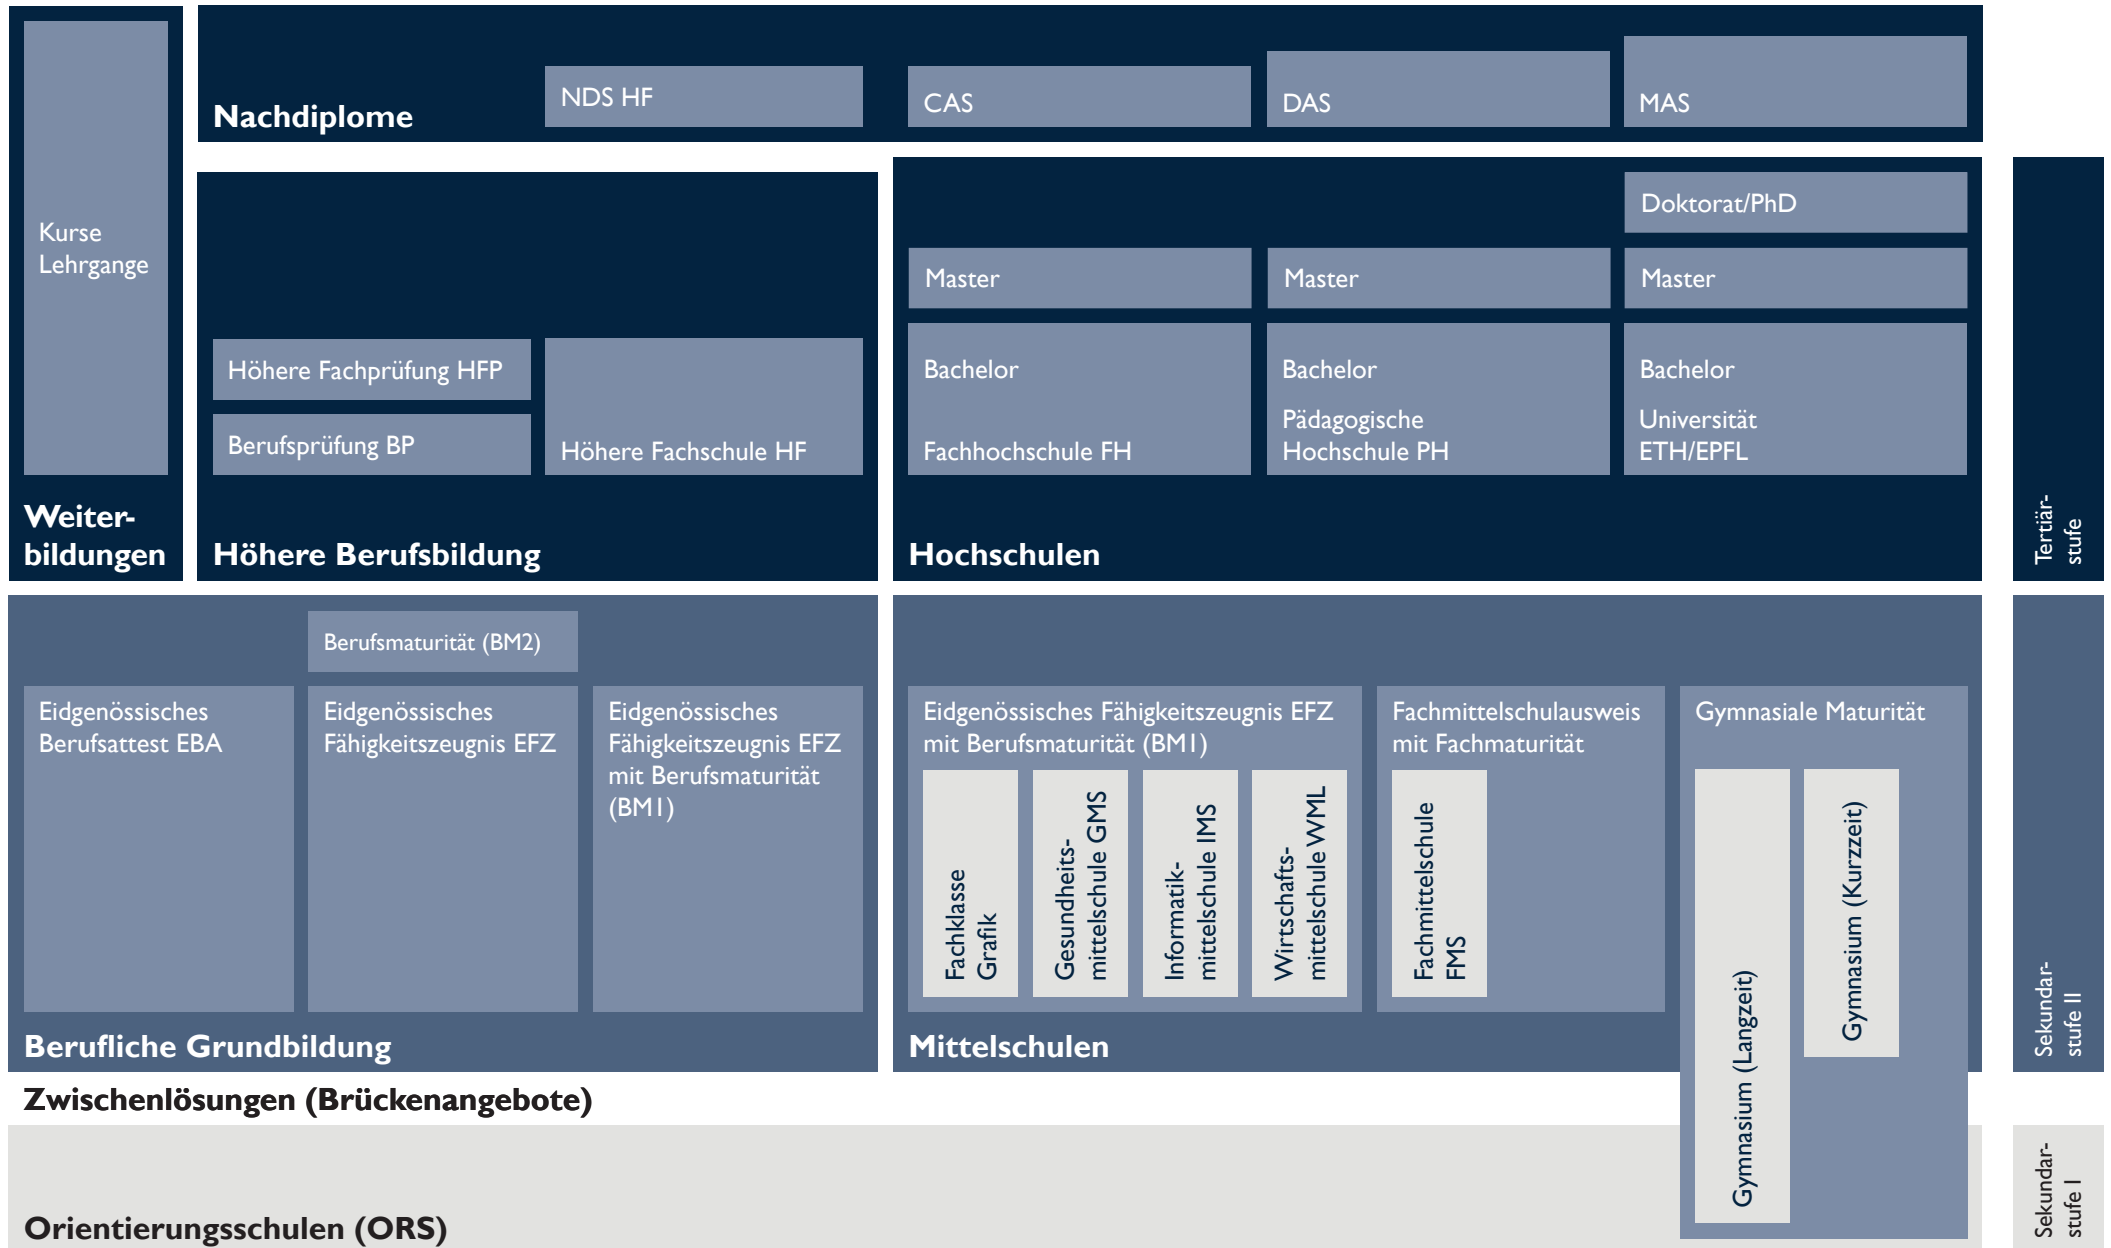 Kurse
Lehrgange
Weiter-
bildungen
Nachdiplome
NDS HF
CAS
DAS
MAS
Höhere Fachprüfung HFP
Berufsprüfung BP
Höhere Fachschule HF
Höhere Berufsbildung
Doktorat/PhD
Master
Master
Master
Bachelor
Fachhochschule FH
Bachelor
Pädagogische
Hochschule PH
Bachelor
Universität
ETH/EPFL
Hochschulen
Tertiär-
stufe
Berufsmaturität (BM2)
Eidgenössisches
Berufsattest EBA
Eidgenössisches
Fähigkeitszeugnis EFZ
Eidgenössisches
Fähigkeitszeugnis EFZ
mit Berufsmaturität
(BM1)
Berufliche Grundbildung
Eidgenössisches Fähigkeitszeugnis EFZ
mit Berufsmaturität (BM1)
Fachklasse
Grafik
Gesundheits-
mittelschule GMS
Informatik-
mittelschule IMS
Wirtschafts-
mittelschule WML
Fachmittelschulausweis
mit Fachmaturität
Fachmittelschule
FMS
Gymnasiale Maturität
Gymnasium (Langzeit)
Gymnasium (Kurzzeit)
Mittelschulen
Sekundar-
stufe II
Zwischenlösungen (Brückenangebote)
Orientierungsschulen (ORS)
Sekundar-
stufe I